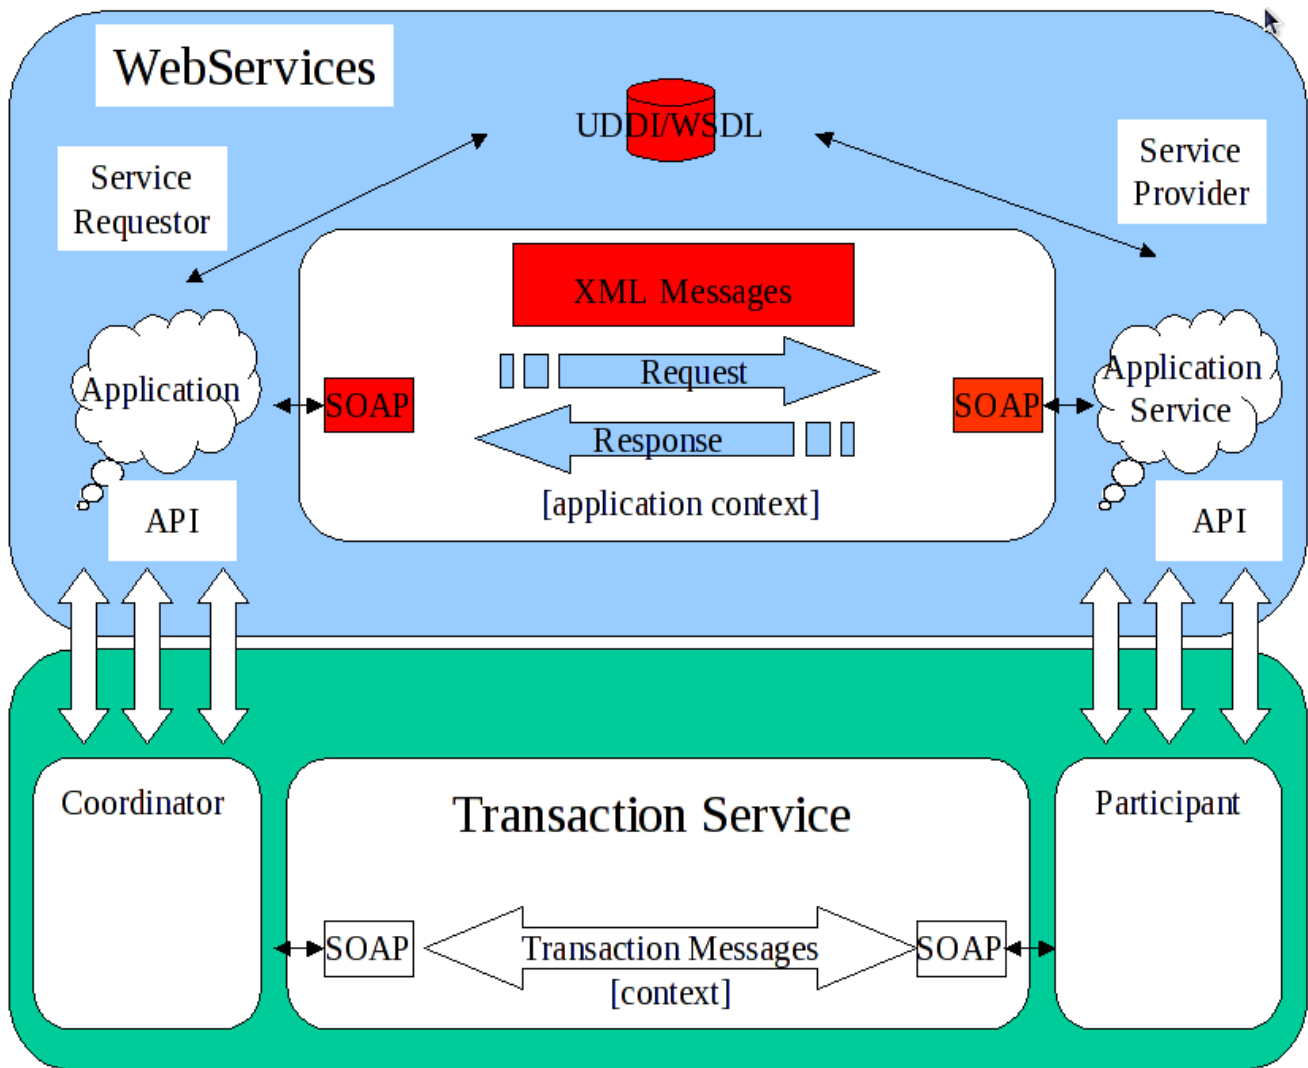 WebServices
UDDI/WSDL
Service
Requestor
Service
Provider
XML Messages
Request
Response
[application context]
Application
SOAP
SOAP
Application
Service
API
API
Coordinator
Transaction Service
Participant
SOAP
Transaction Messages
SOAP
[context]